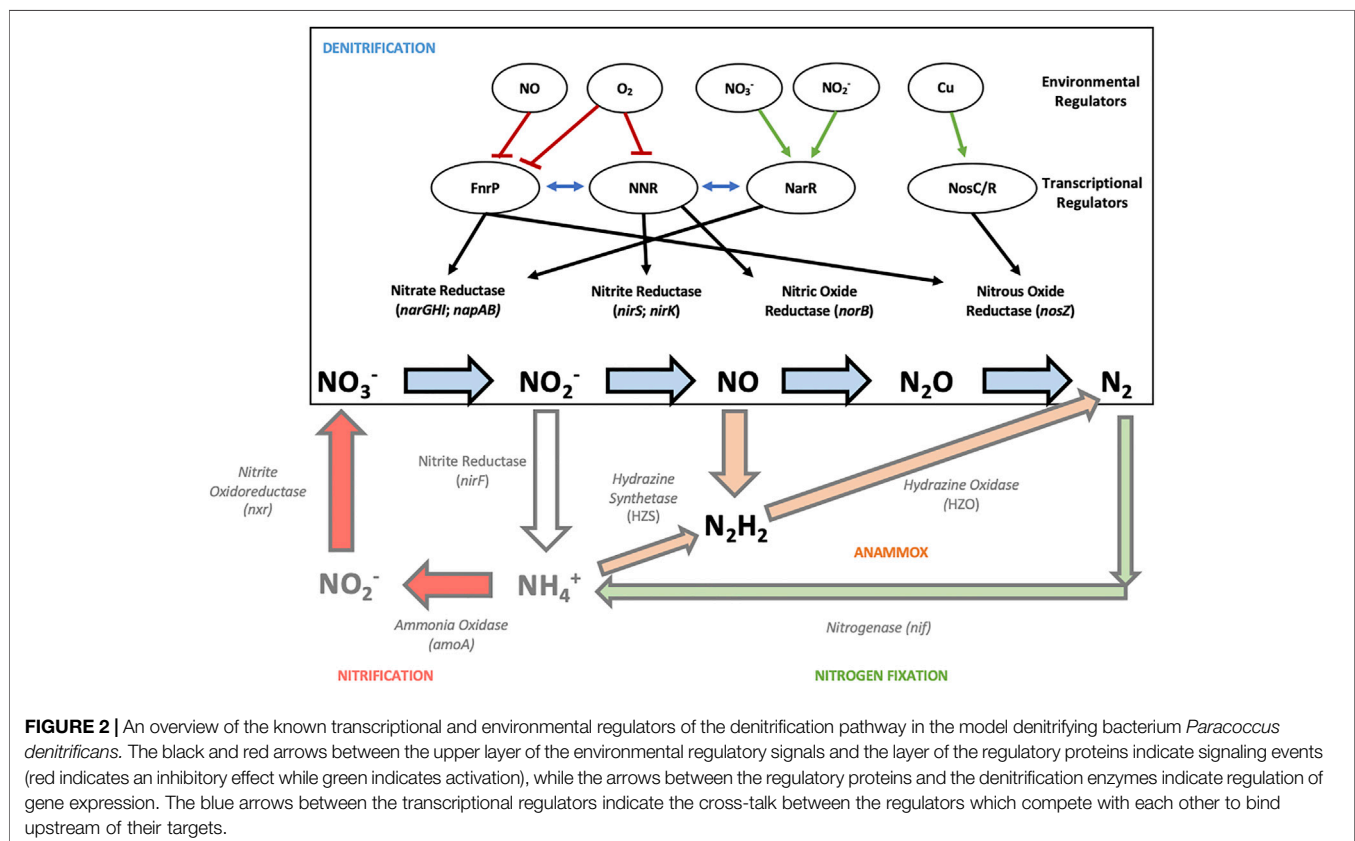 DENITRIFICATION
NO
O₂
NO₃⁻
NO₂⁻
Cu
Environmental
Regulators
FnrP
NNR
NarR
NosC/R
Transcriptional
Regulators
Nitrate Reductase
(narGHI; napAB)
Nitrite Reductase
(nirS; nirK)
Nitric Oxide
Reductase (norB)
Nitrous Oxide
Reductase (nosZ)
NO₃⁻
NO₂⁻
NO
N₂O
N₂
Nitrite
Oxidoreductase
(nxr)
Nitrite Reductase
(nirF)
Hydrazine
Synthetase
(HZS)
Hydrazine Oxidase
(HZO)
N₂H₂
ANAMMOX
NO₂⁻
NH₄⁺
Ammonia Oxidase
(amoA)
Nitrogenase (nif)
NITRIFICATION
NITROGEN FIXATION
FIGURE 2 | An overview of the known transcriptional and environmental regulators of the denitrification pathway in the model denitrifying bacterium Paracoccus
denitrificans. The black and red arrows between the upper layer of the environmental regulatory signals and the layer of the regulatory proteins indicate signaling events
(red indicates an inhibitory effect while green indicates activation), while the arrows between the regulatory proteins and the denitrification enzymes indicate regulation of
gene expression. The blue arrows between the transcriptional regulators indicate the cross-talk between the regulators which compete with each other to bind
upstream of their targets.